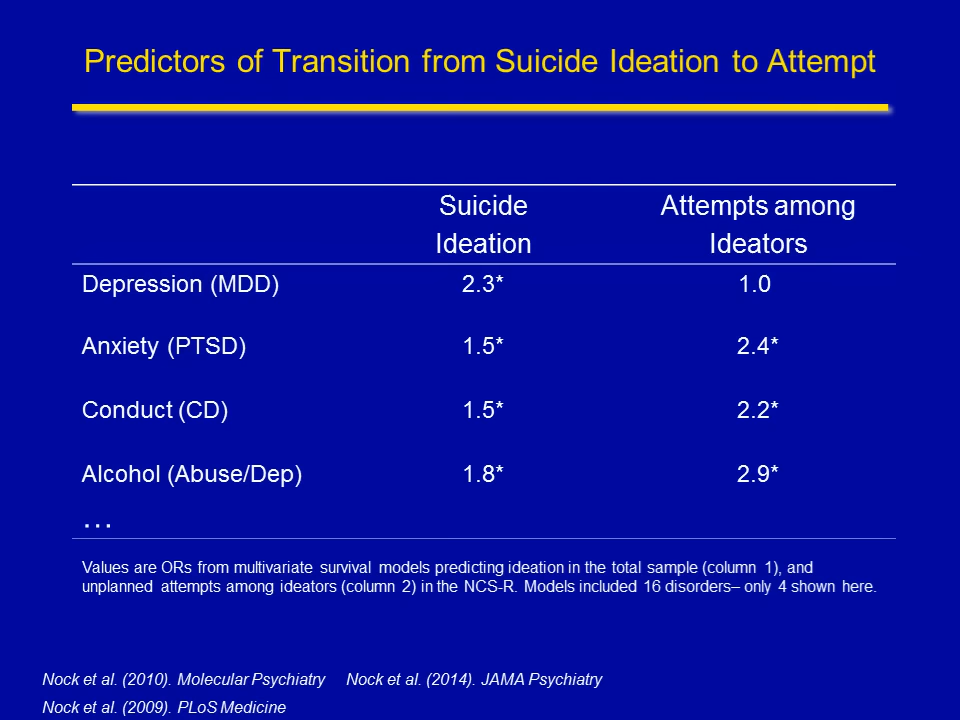 Predictors of Transition from Suicide Ideation to Attempt
Suicide Ideation Attempts among Ideators
Depression (MDD) 2.3* 1.0
Anxiety (PTSD) 1.5* 2.4*
Conduct (CD) 1.5* 2.2*
Alcohol (Abuse/Dep) 1.8* 2.9*
…
Values are ORs from multivariate survival models predicting ideation in the total sample (column 1), and
unplanned attempts among ideators (column 2) in the NCS-R. Models included 16 disorders– only 4 shown here.
Nock et al. (2010). Molecular Psychiatry Nock et al. (2014). JAMA Psychiatry
Nock et al. (2009). PLoS Medicine